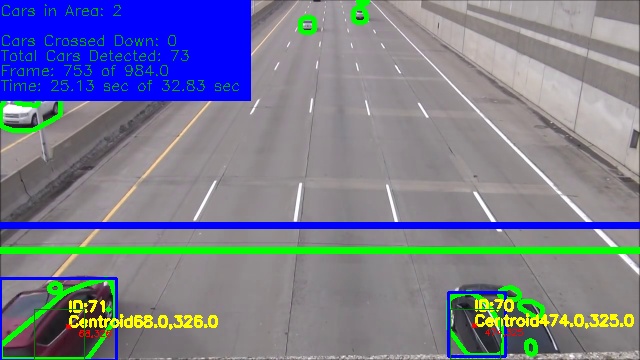 Cars in Area: 2
Cars Crossed Down: 0
Total Cars Detected: 73
Frame: 753 of 984.0
Time: 25.13 sec of 32.83 sec
ID:71
Centroid68.0,326.0
ID:70
Centroid474.0,325.0